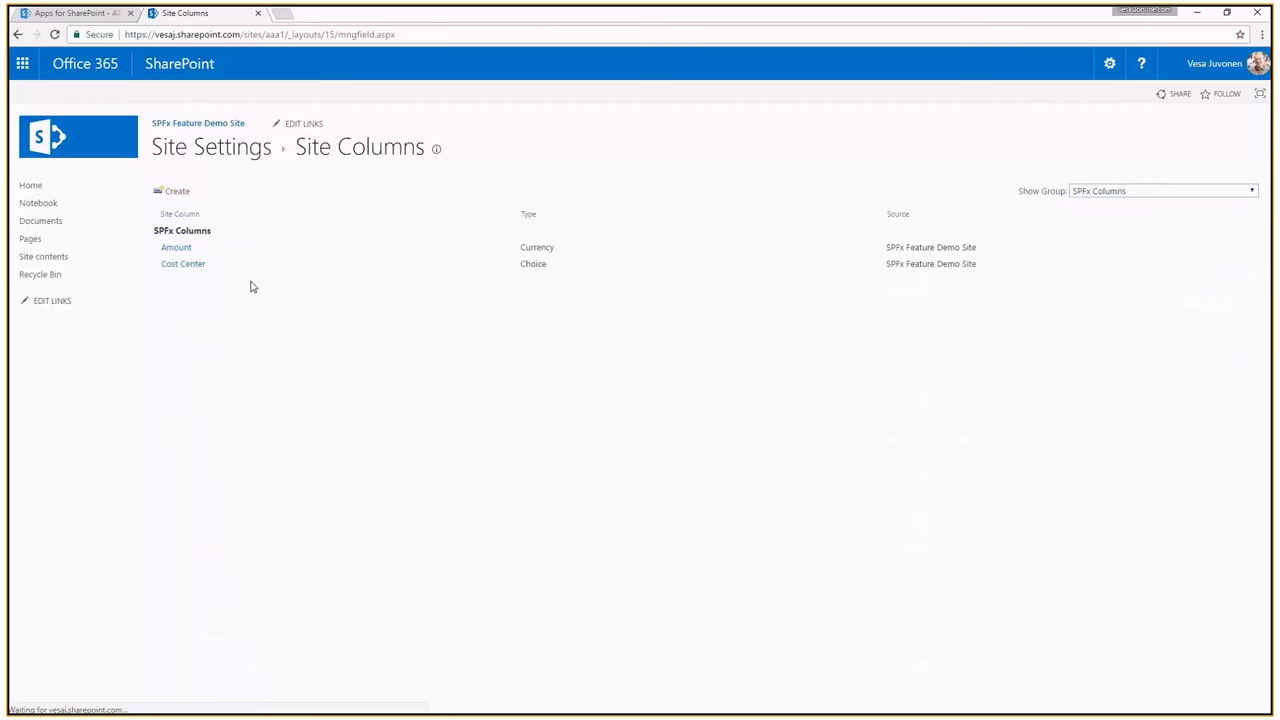 veskuonline.com
Apps for SharePoint - All
Site Columns
Secure https://vesaj.sharepoint.com/sites/aaa1/_layouts/15/mngfield.aspx
Office 365 SharePoint Vesa Juvonen
SHARE FOLLOW
SPFx Feature Demo Site EDIT LINKS
Site Settings Site Columns
Home
Notebook
Documents
Pages
Site contents
Recycle Bin
EDIT LINKS
Create Show Group: SPFx Columns
Site Column Type Source
SPFx Columns
Amount Currency SPFx Feature Demo Site
Cost Center Choice SPFx Feature Demo Site
Waiting for vesaj.sharepoint.com...